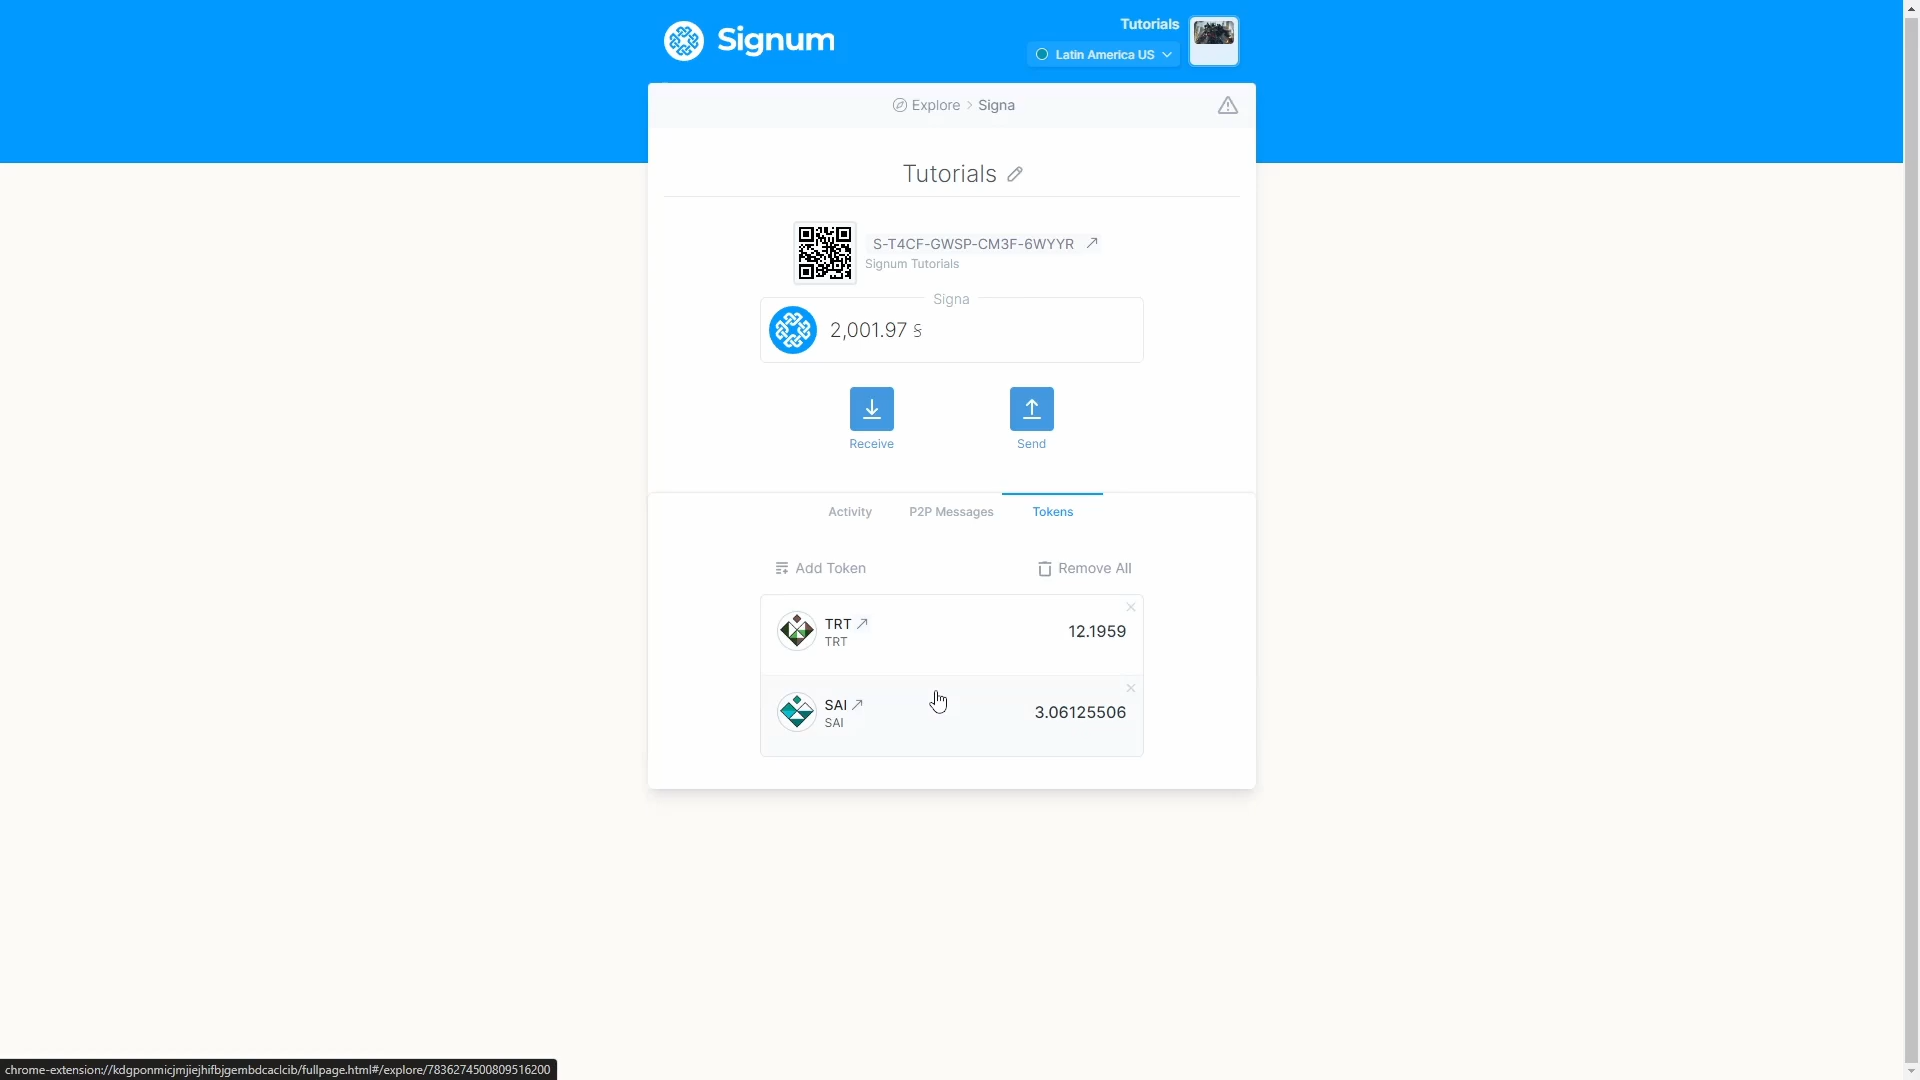 Signum
Tutorials
Latin America US
Explore > Signa
Tutorials
S-T4CF-GWSP-CM3F-6WYYR
Signum Tutorials
Signa
2,001.97 Ꞩ
Receive
Send
Activity
P2P Messages
Tokens
Add Token
Remove All
TRT
TRT
12.1959
SAI
SAI
3.06125506
chrome-extension://kdgponmicjmjiejhifbjgembdcaclcib/fullpage.html#/explore/7836274500809516200